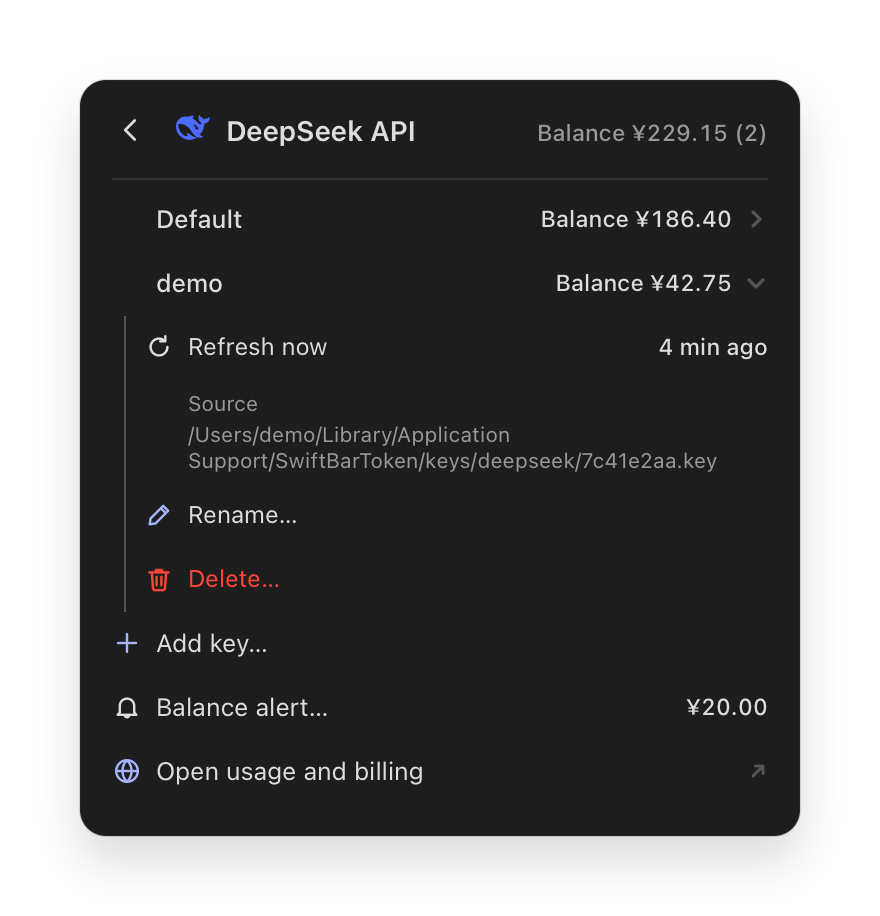 DeepSeek API Balance ¥229.15 (2)
Default Balance ¥186.40
demo Balance ¥42.75
Refresh now 4 min ago
Source
/Users/demo/Library/Application
Support/SwiftBarToken/keys/deepseek/7c41e2aa.key
Rename...
Delete...
Add key...
Balance alert... ¥20.00
Open usage and billing